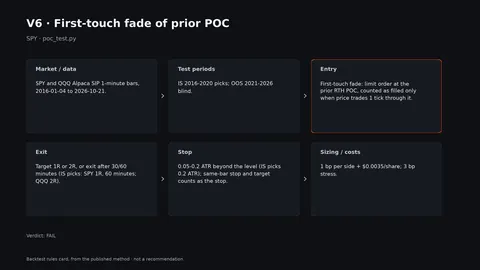 V6 · First-touch fade of prior POC
SPY · poc_test.py
Market / data
SPY and QQQ Alpaca SIP 1-minute bars,
2016-01-04 to 2026-10-21.
Test periods
IS 2016-2020 picks; OOS 2021-2026
blind.
Entry
First-touch fade: limit order at the
prior RTH POC, counted as filled only
when price trades 1 tick through it.
Exit
Target 1R or 2R, or exit after 30/60
minutes (IS picks: SPY 1R, 60 minutes;
QQQ 2R).
Stop
0.05-0.2 ATR beyond the level (IS picks
0.2 ATR); same-bar stop and target
counts as the stop.
Sizing / costs
1 bp per side + $0.0035/share; 3 bp
stress.
Verdict: FAIL
Backtest rules card, from the published method · not a recommendation